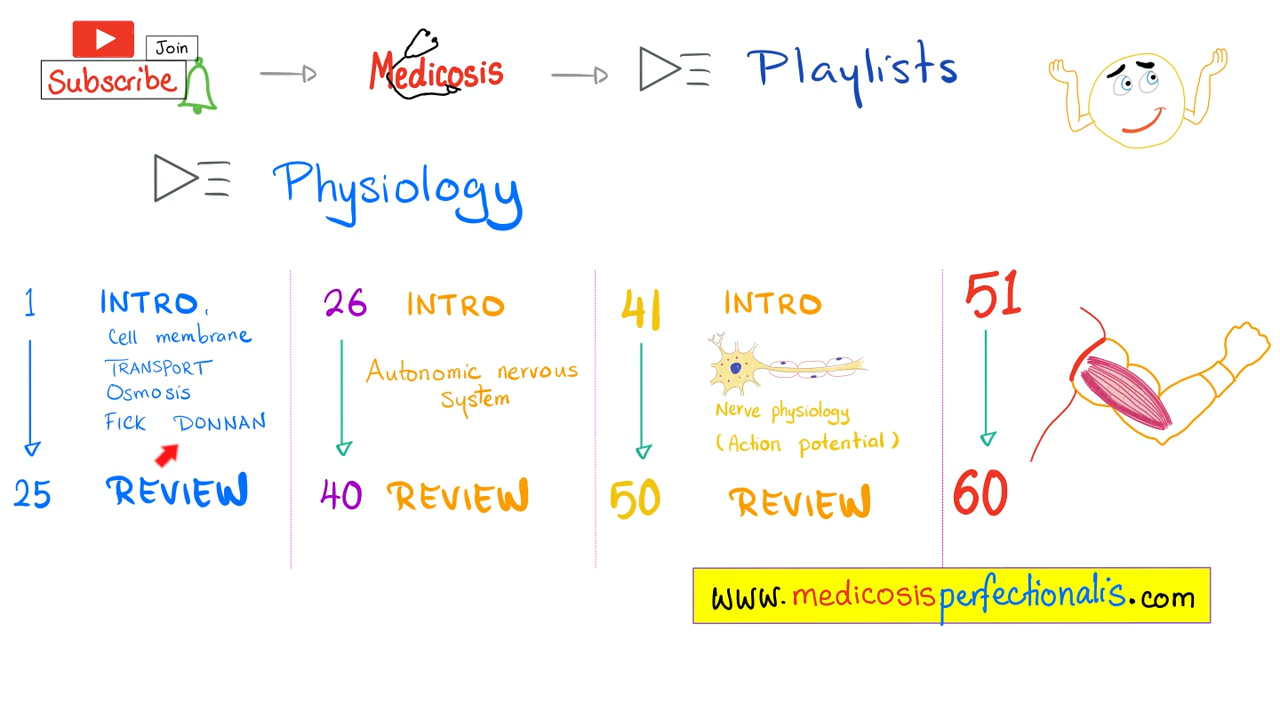 Join
Subscribe
Medicosis
Playlists
Physiology
1
INTRO.
Cell membrane
TRANSPORT
Osmosis
FICK DONNAN
25
REVIEW
26
INTRO
Autonomic nervous
system
40
REVIEW
41
INTRO
Nerve physiology
(Action potential)
50
REVIEW
51
60
www.medicosisperfectionalis.com